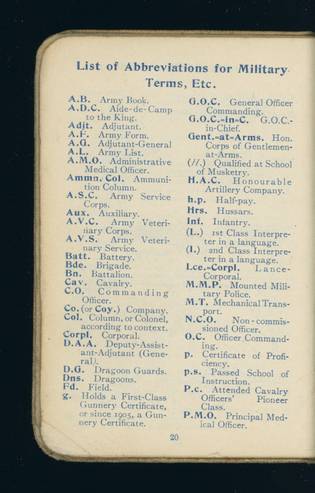 List of Abbreviations for Military
Terms, Etc.
A.B. Army Book.
A.D.C. Aide-de-Camp
to the King.
Adjt. Adjutant.
A.F. Army Form.
A.G. Adjutant-General
A.L. Army List.
A.M.O. Administrative
Medical Officer.
Ammn. Col. Ammuni-
tion Column.
A.S.C. Army Service
Corps.
Aux. Auxiliary.
A.V.C. Army Veteri-
nary Corps.
A.V.S. Army Veteri-
nary Service.
Batt. Battery.
Bde. Brigade.
Bn. Battalion.
Cav. Cavalry.
C.O. Commanding
Officer.
Co. (or Coy.) Company.
Col. Column, or Colonel,
according to context.
Corpl. Corporal.
D.A.A. Deputy-Assist-
ant-Adjutant (Gene-
ral).
D.G. Dragoon Guards.
Dns. Dragoons.
Fd. Field.
g. Holds a First-Class
Gunnery Certificate,
or since 1905, a Gun-
nery Certificate.
G.O.C. General Officer
Commanding.
G.O.C.-in-C. G.O.C.-
in-Chief.
Gent.-at-Arms. Hon.
Corps of Gentlemen-
at-Arms.
(H.) Qualified at School
of Musketry.
H.A.C. Honourable
Artillery Company.
h.p. Half-pay.
Hrs. Hussars.
Inf. Infantry.
(L.) 1st Class Interpre-
ter in a language.
(l.) 2nd Class Interpre-
ter in a language.
Lce.-Corpl. Lance-
Corporal.
M.M.P. Mounted Mili-
tary Police.
M.T. Mechanical Trans-
port.
N.C.O. Non-commis-
sioned Officer.
O.C. Officer Command-
ing.
p. Certificate of Profi-
ciency.
p.s. Passed School of
Instruction.
P.c. Attended Cavalry
Officers' Pioneer
Class.
P.M.O. Principal Med-
ical Officer.
20